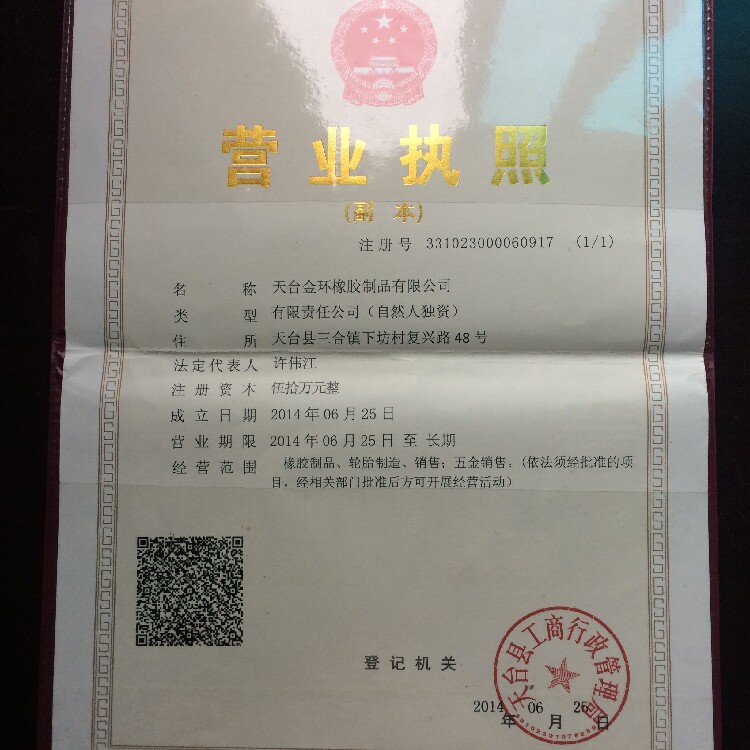 营业执照
(副本)
注册号 331023000060917 (1/1)
名称 天台金环橡胶制品有限公司
类型 有限责任公司（自然人独资）
住所 天台县三合镇下坊村复兴路48号
法定代表人 许伟江
注册资本 伍拾万元整
成立日期 2014年06月25日
营业期限 2014年06月25日至长期
经营范围 橡胶制品、轮胎制造、销售；五金销售。（依法须经批准的项
目，经相关部门批准后方可开展经营活动）
登记机关
天台县工商行政管理局
2014年06月25日